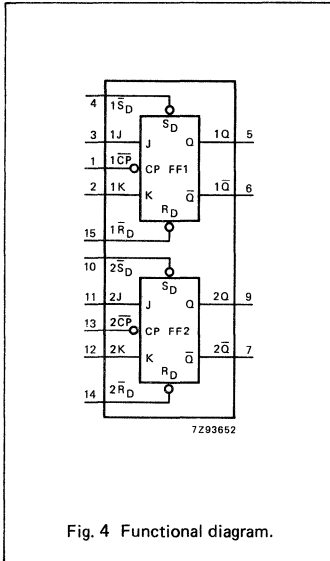 4 1S̅D
SD
3 1J J Q 1Q 5
1 1C̅P̅ CP FF1
2 1K K Q̅ 1Q̅ 6
RD
15 1R̅D
10 2S̅D
SD
11 2J J Q 2Q 9
13 2C̅P̅ CP FF2
12 2K K Q̅ 2Q̅ 7
RD
14 2R̅D
7Z93652
Fig. 4 Functional diagram.